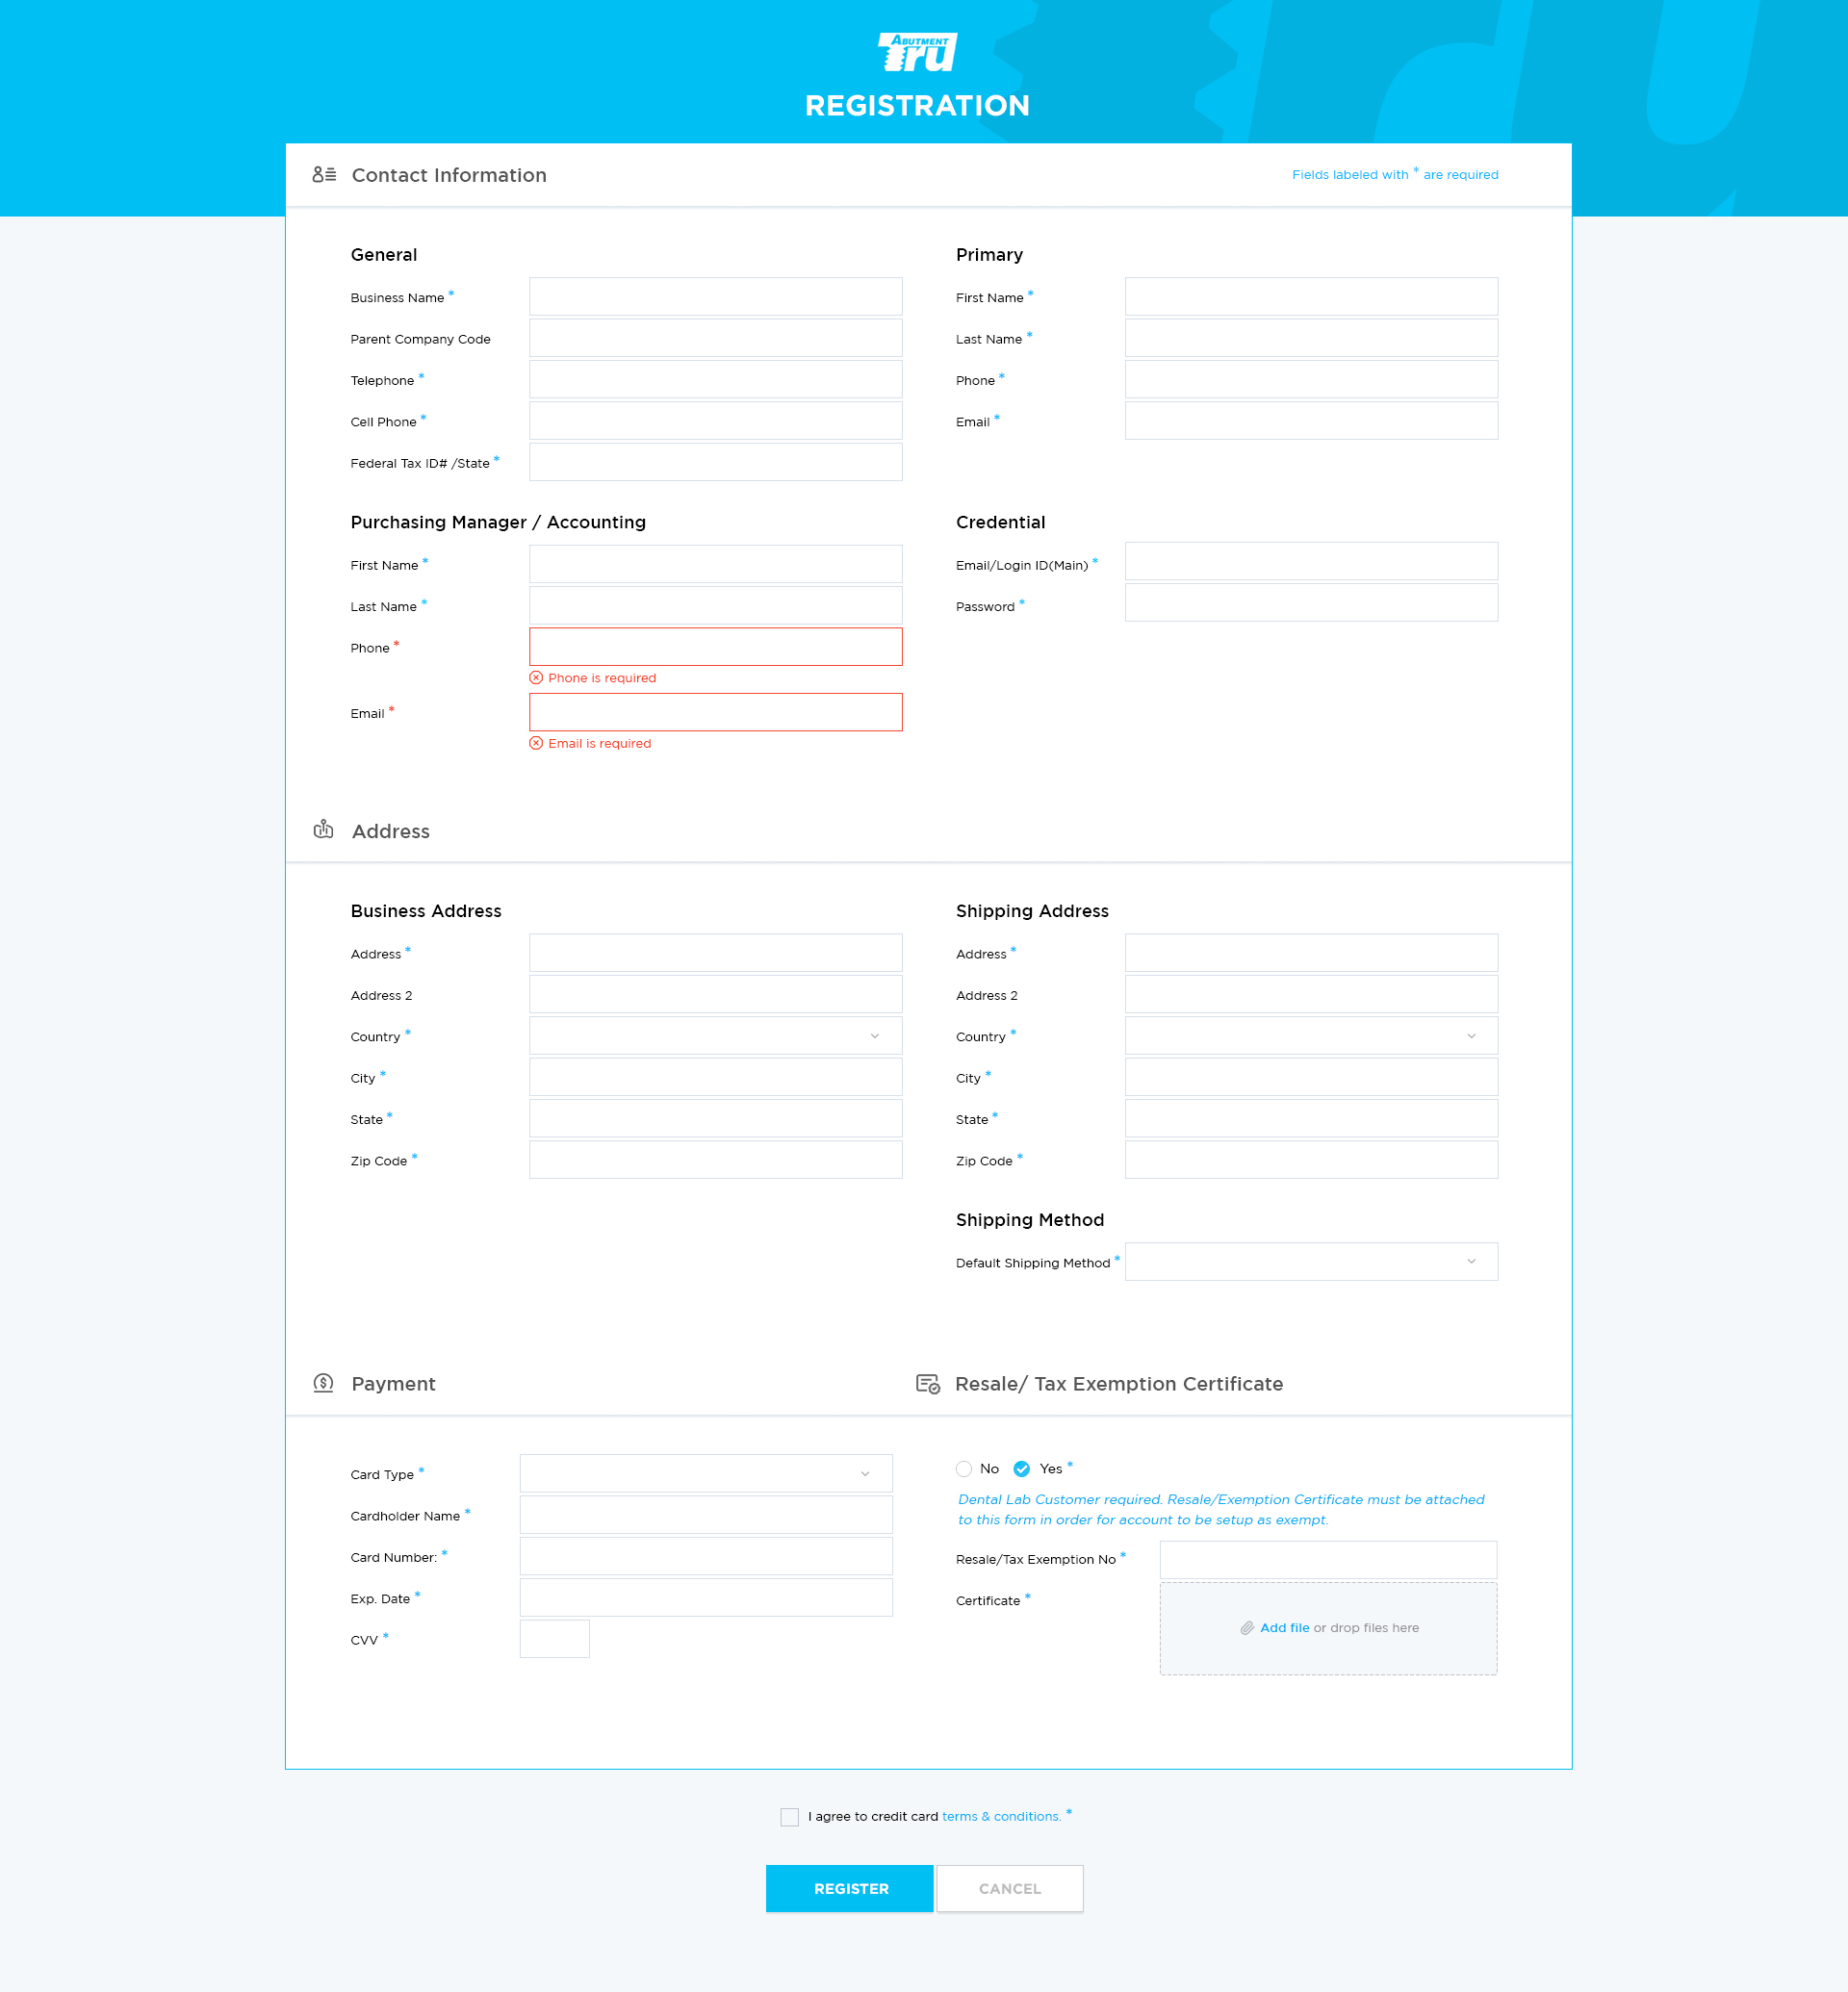 ABUTMENT
Tru
REGISTRATION
Contact Information
Fields labeled with * are required
General
Business Name *
Parent Company Code
Telephone *
Cell Phone *
Federal Tax ID# /State *
Primary
First Name *
Last Name *
Phone *
Email *
Purchasing Manager / Accounting
First Name *
Last Name *
Phone *
Phone is required
Email *
Email is required
Credential
Email/Login ID(Main) *
Password *
Address
Business Address
Address *
Address 2
Country *
City *
State *
Zip Code *
Shipping Address
Address *
Address 2
Country *
City *
State *
Zip Code *
Shipping Method
Default Shipping Method *
Payment
Card Type *
Cardholder Name *
Card Number: *
Exp. Date *
CVV *
Resale/ Tax Exemption Certificate
No Yes *
Dental Lab Customer required. Resale/Exemption Certificate must be attached
to this form in order for account to be setup as exempt.
Resale/Tax Exemption No *
Certificate *
Add file or drop files here
I agree to credit card terms & conditions. *
REGISTER
CANCEL